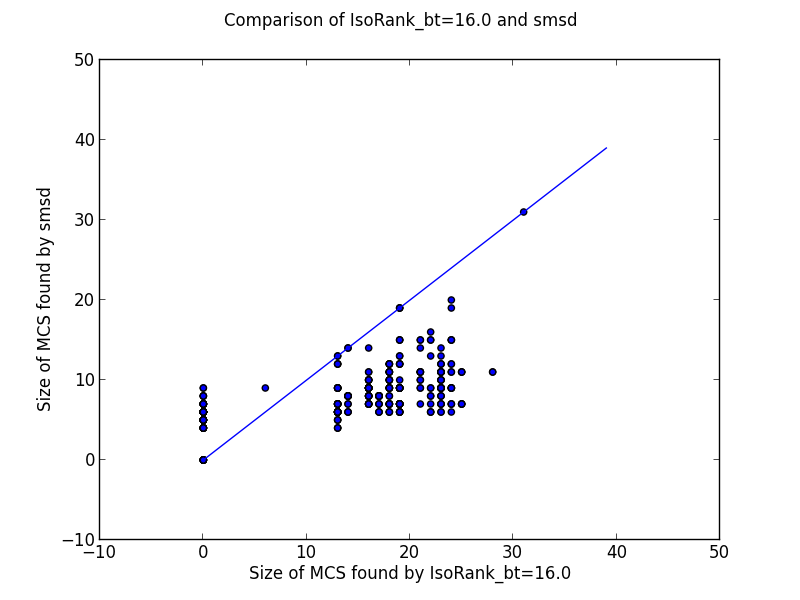 Comparison of IsoRank_bt=16.0 and smsd
50
40
30
20
10
0
−10
Size of MCS found by smsd
−10 0 10 20 30 40 50
Size of MCS found by IsoRank_bt=16.0